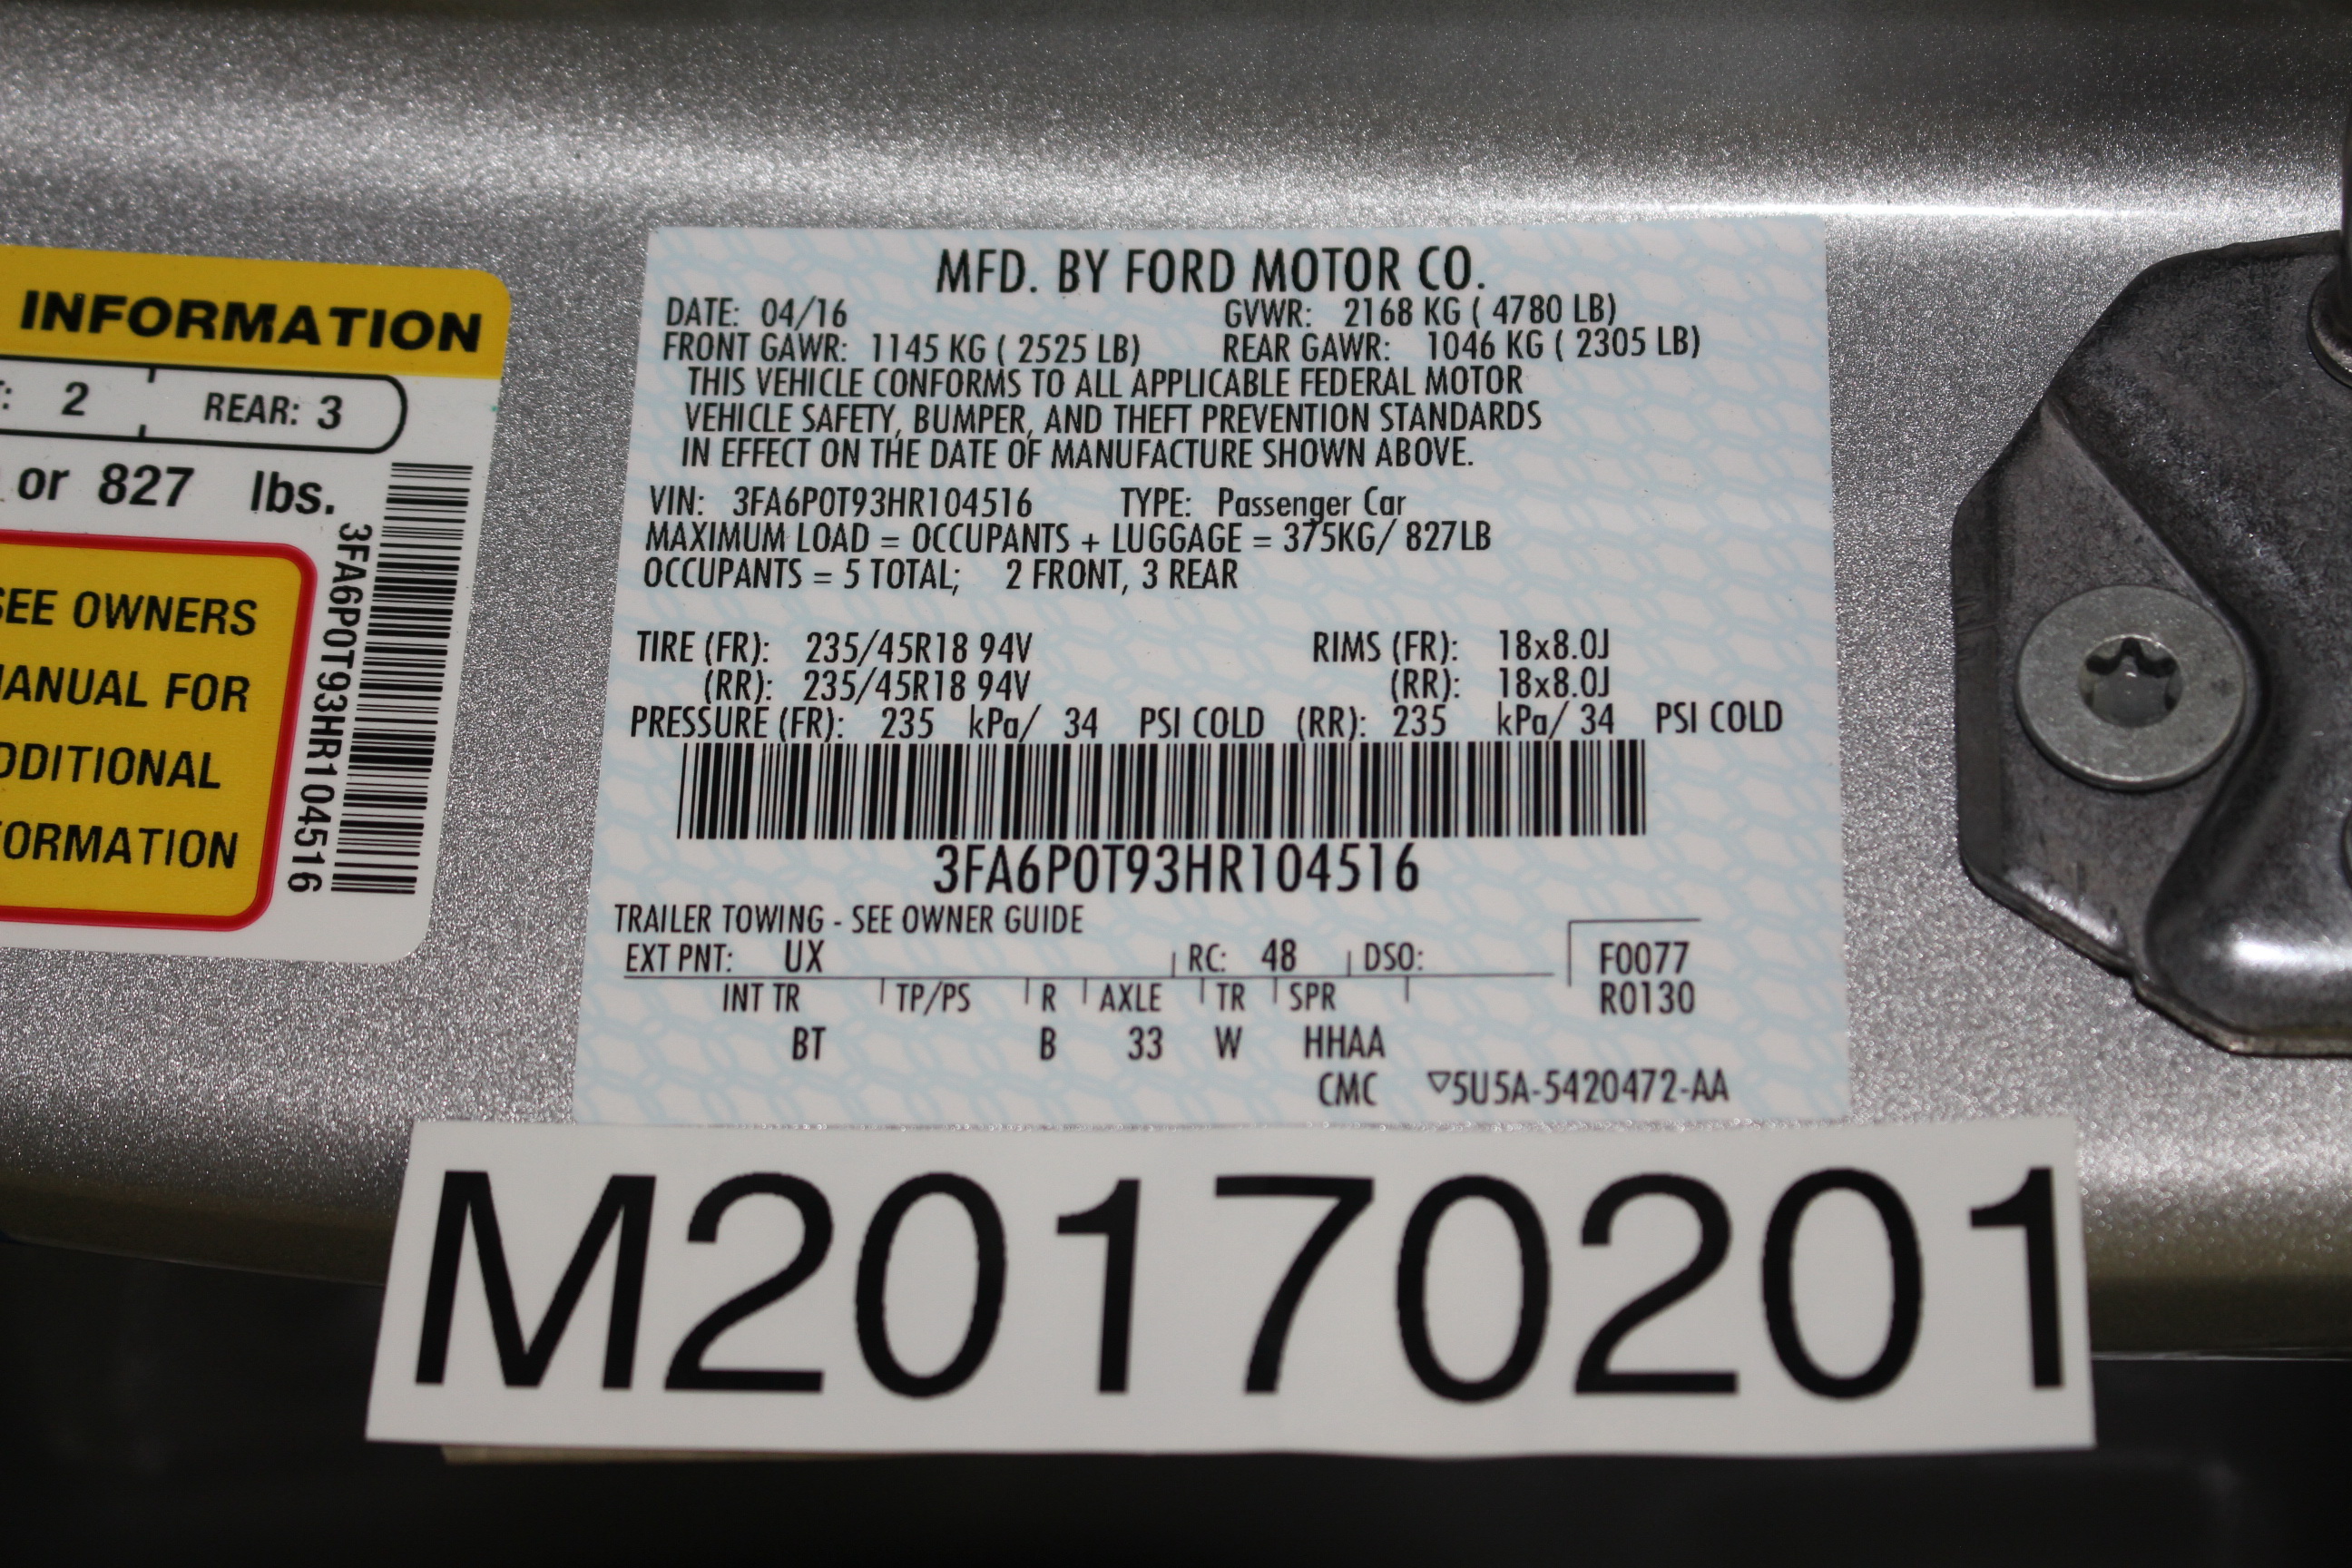 INFORMATION
: 2 REAR: 3
or 827 lbs.
SEE OWNERS
MANUAL FOR
ADDITIONAL
INFORMATION
3FA6P0T93HR104516
MFD. BY FORD MOTOR CO.
DATE: 04/16 GVWR: 2168 KG ( 4780 LB)
FRONT GAWR: 1145 KG ( 2525 LB) REAR GAWR: 1046 KG ( 2305 LB)
THIS VEHICLE CONFORMS TO ALL APPLICABLE FEDERAL MOTOR
VEHICLE SAFETY, BUMPER, AND THEFT PREVENTION STANDARDS
IN EFFECT ON THE DATE OF MANUFACTURE SHOWN ABOVE.
VIN: 3FA6P0T93HR104516 TYPE: Passenger Car
MAXIMUM LOAD = OCCUPANTS + LUGGAGE = 375KG/ 827LB
OCCUPANTS = 5 TOTAL; 2 FRONT, 3 REAR
TIRE (FR): 235/45R18 94V RIMS (FR): 18x8.0J
(RR): 235/45R18 94V (RR): 18x8.0J
PRESSURE (FR): 235 kPa/ 34 PSI COLD (RR): 235 kPa/ 34 PSI COLD
3FA6P0T93HR104516
TRAILER TOWING - SEE OWNER GUIDE
EXT PNT: UX RC: 48 DSO: F0077
INT TR TP/PS R AXLE TR SPR R0130
BT B 33 W HHAA
CMC ▽5U5A-5420472-AA
M20170201